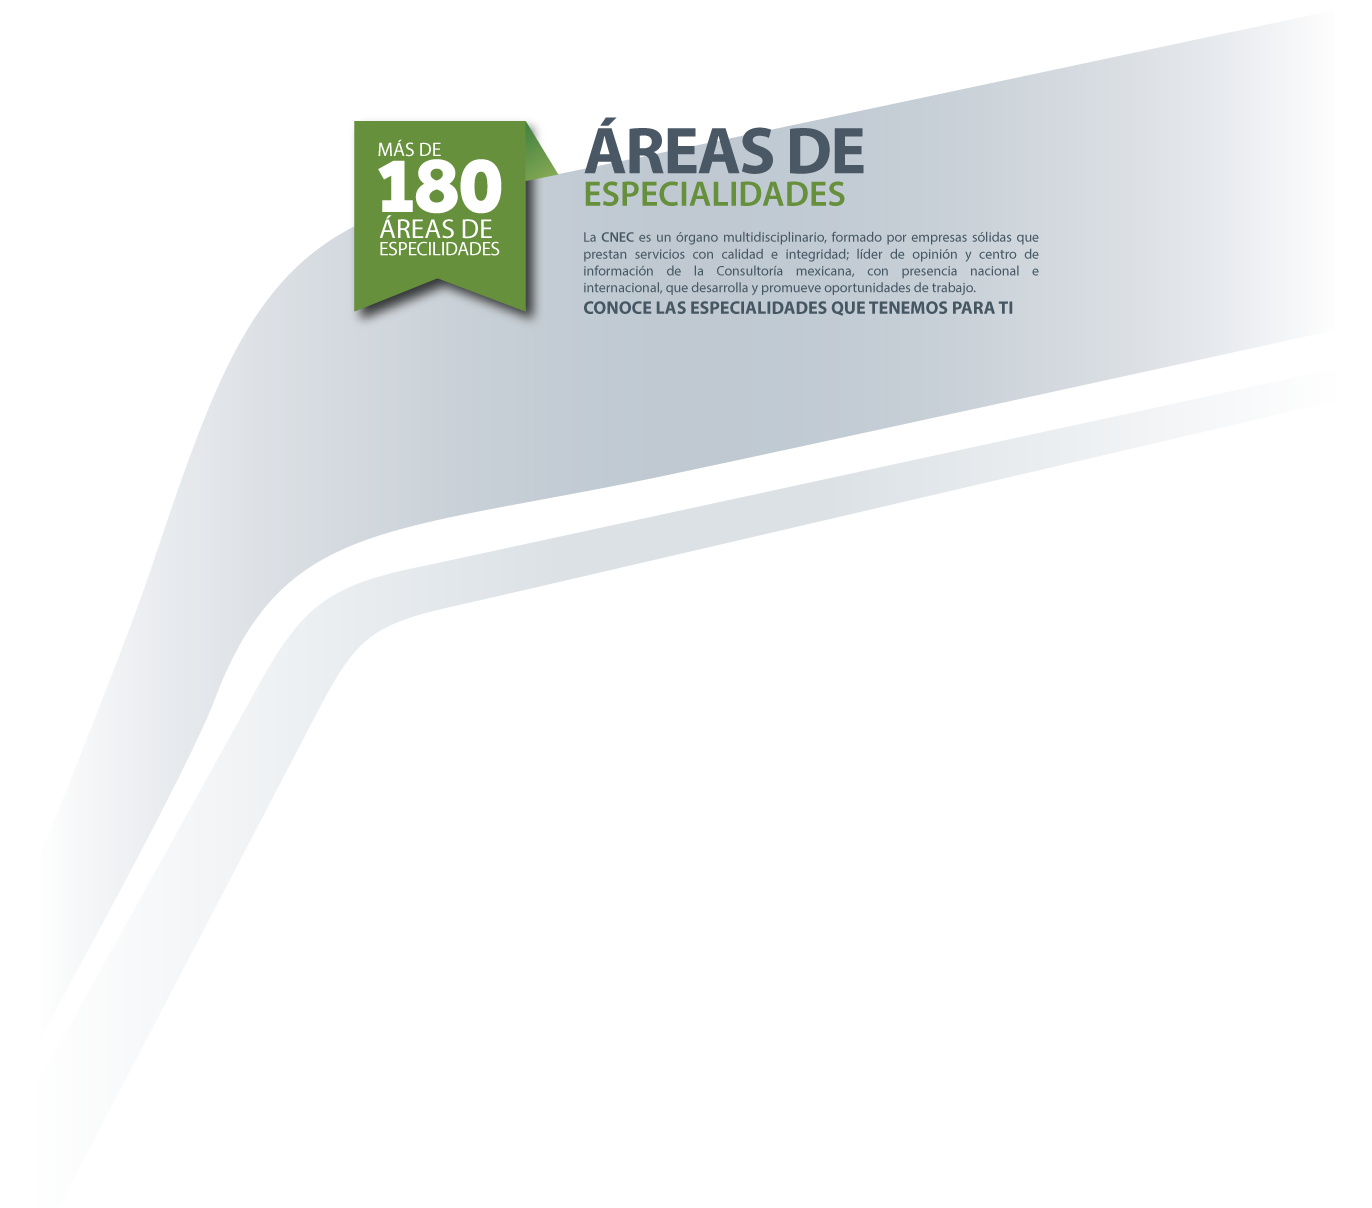 MÁS DE
180
ÁREAS DE
ESPECILIDADES
ÁREAS DE
ESPECIALIDADES
La CNEC es un órgano multidisciplinario, formado por empresas sólidas que
prestan servicios con calidad e integridad; líder de opinión y centro de
información de la Consultoría mexicana, con presencia nacional e
internacional, que desarrolla y promueve oportunidades de trabajo.
CONOCE LAS ESPECIALIDADES QUE TENEMOS PARA TI